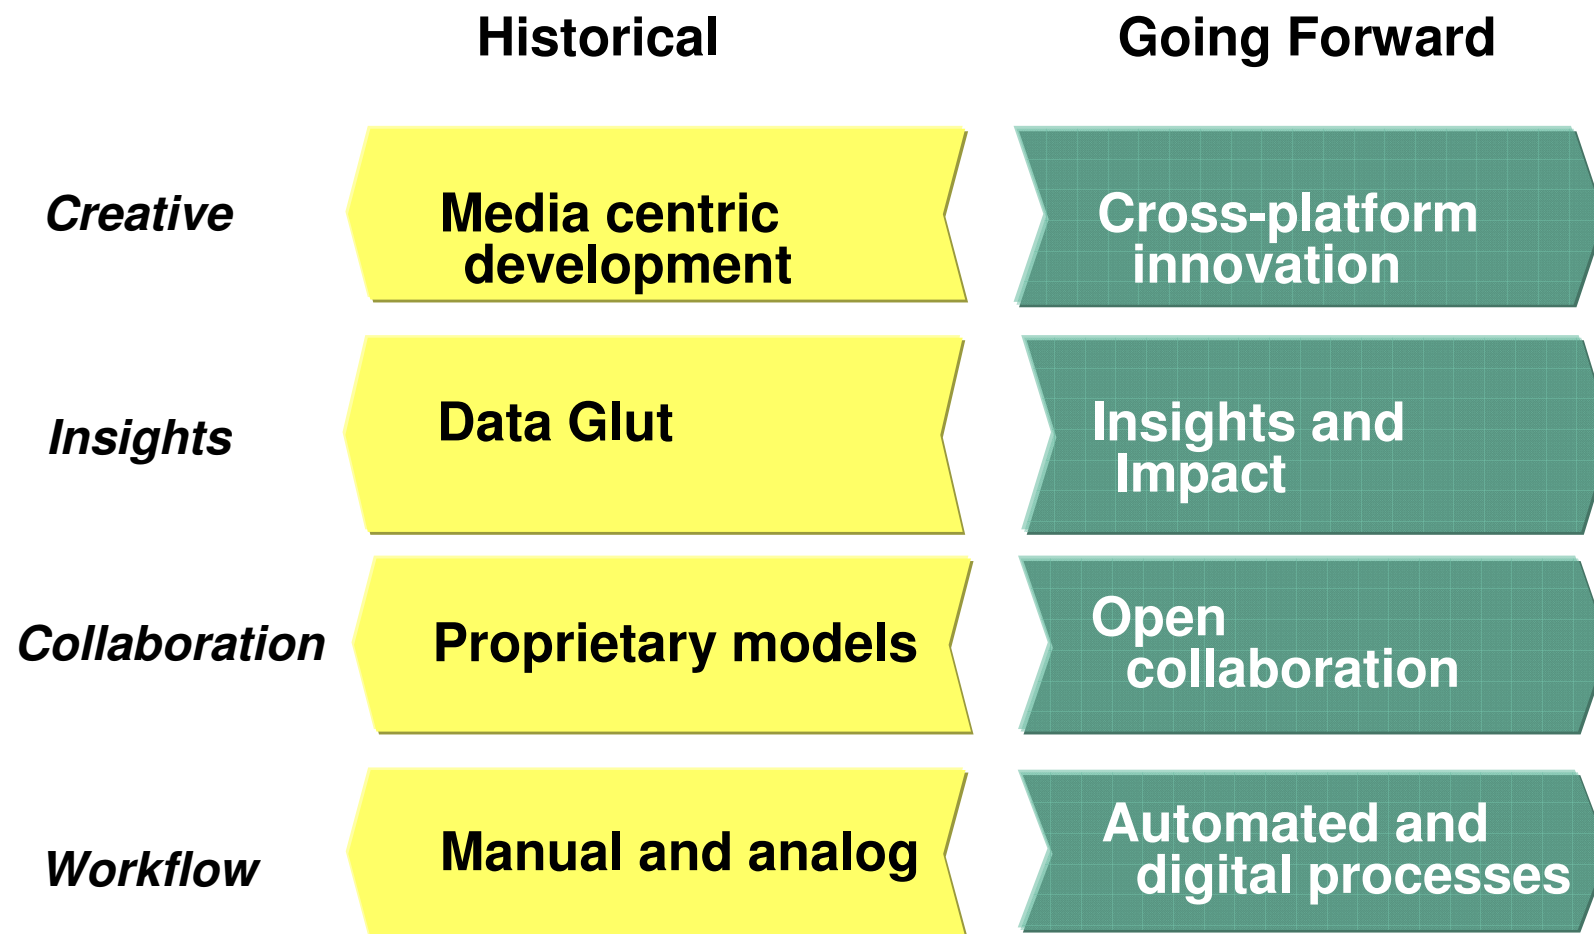 Historical
Going Forward
Creative
Media centric
development
Cross-platform
innovation
Insights
Data Glut
Insights and
Impact
Collaboration
Proprietary models
Open
collaboration
Workflow
Manual and analog
Automated and
digital processes